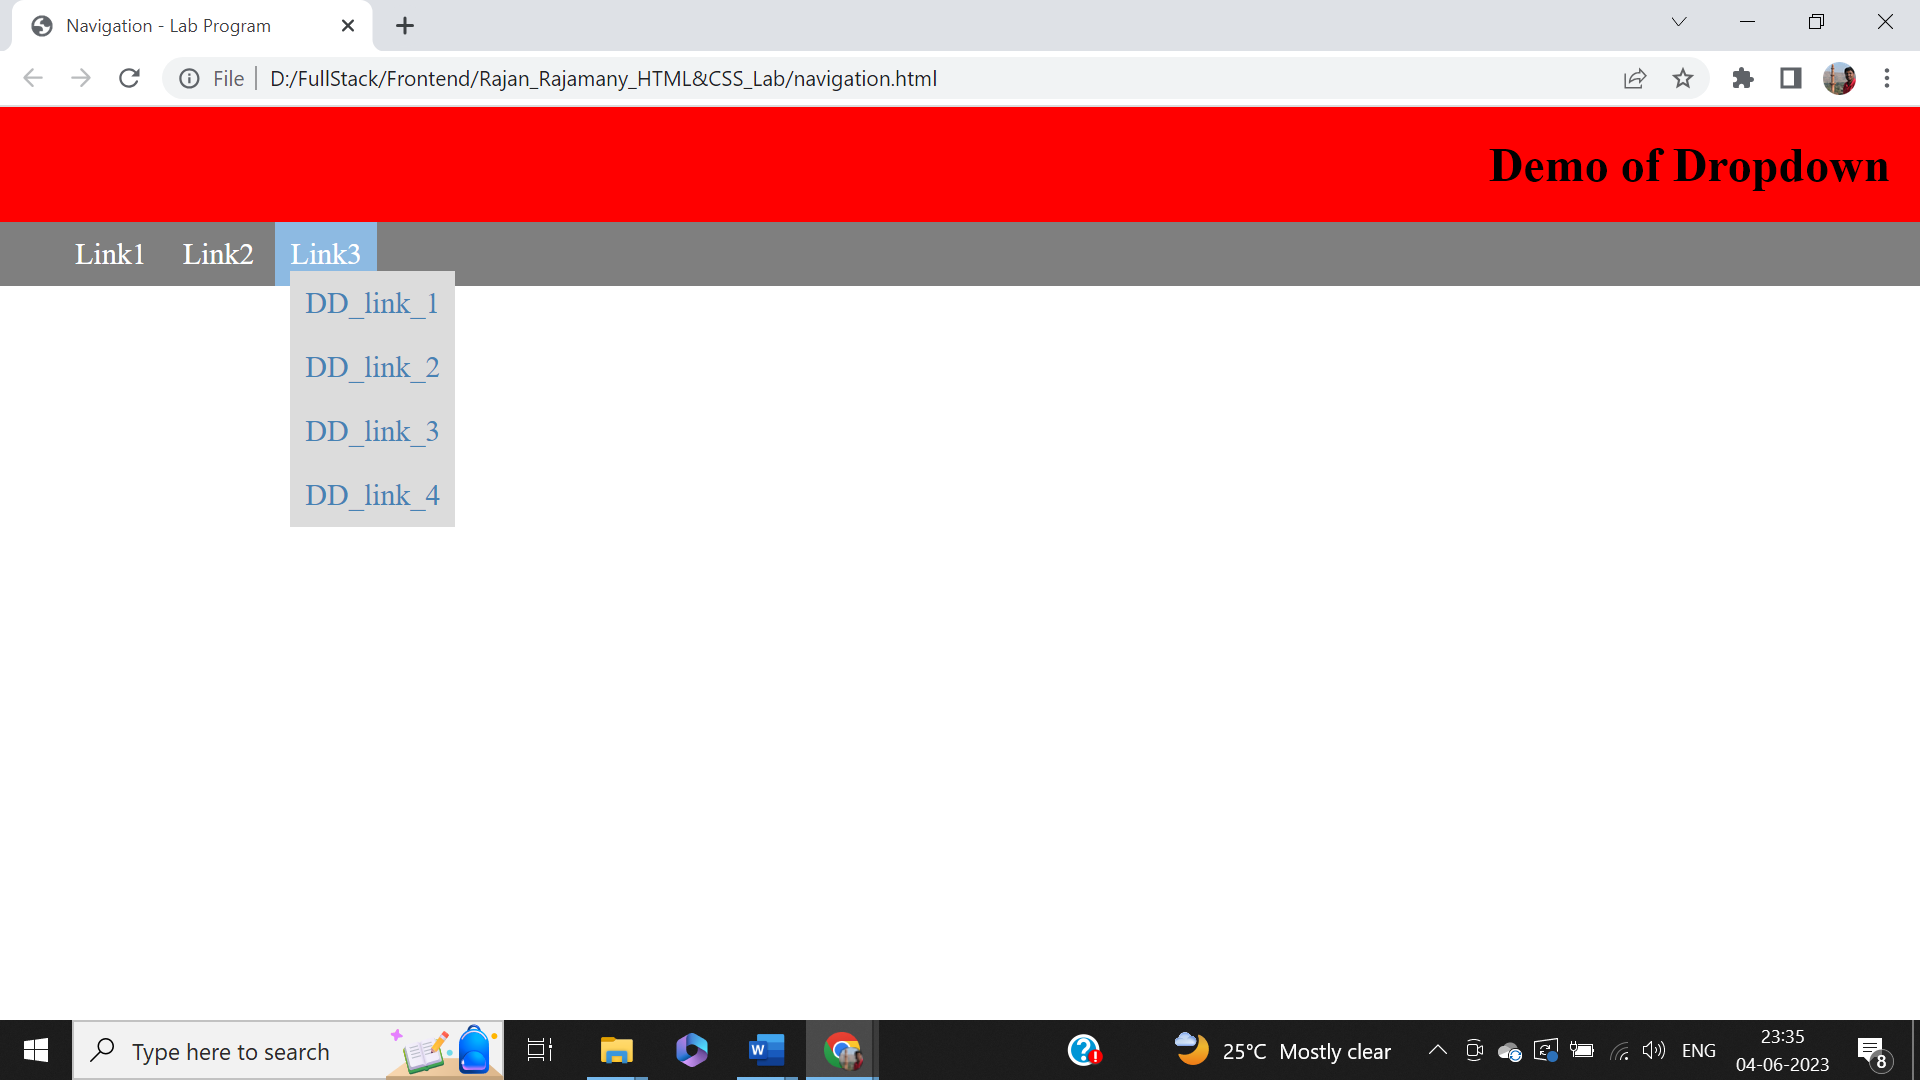 Navigation - Lab Program
File D:/FullStack/Frontend/Rajan_Rajamany_HTML&CSS_Lab/navigation.html
Demo of Dropdown
Link1 Link2 Link3
DD_link_1
DD_link_2
DD_link_3
DD_link_4
Type here to search
W
25°C Mostly clear
ENG
23:35
04-06-2023
8